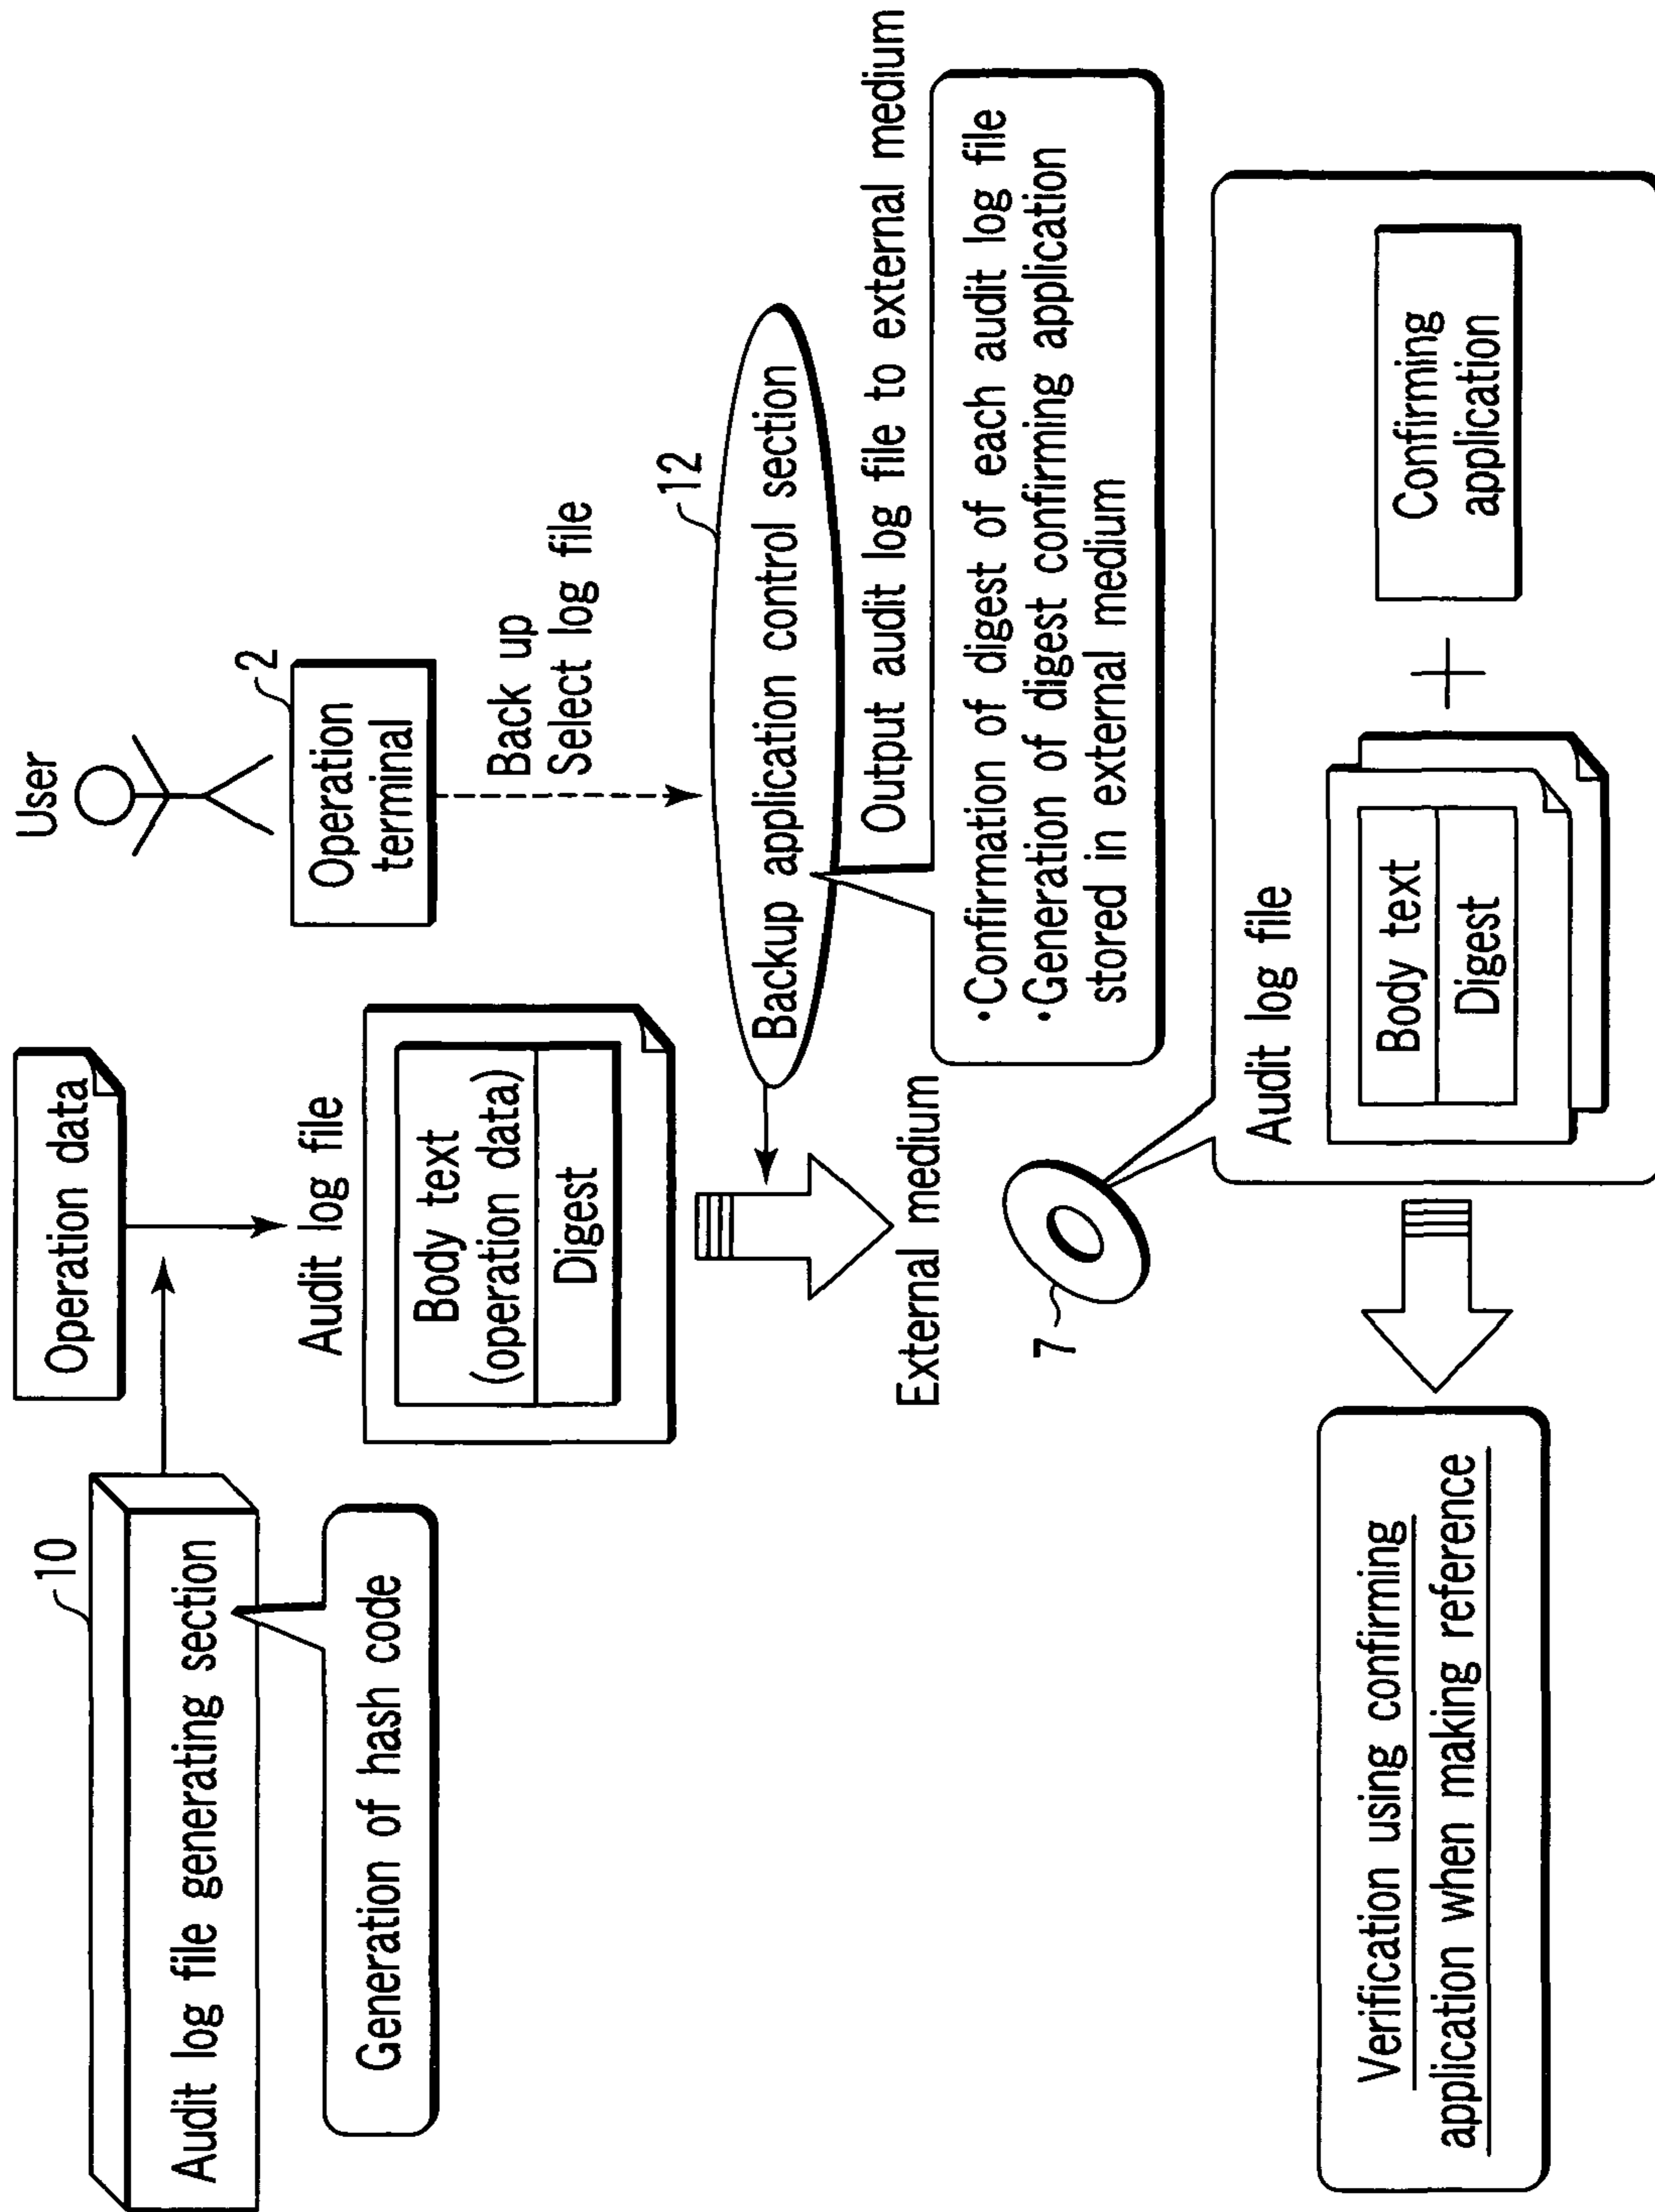 10
Audit log file generating section
Generation of hash code
Operation data
Audit log file
Body text
(operation data)
Digest
User
2
Operation
terminal
Back up
Select log file
12
Backup application control section
Output audit log file to external medium
・Confirmation of digest of each audit log file
・Generation of digest confirming application
stored in external medium
External medium
7
Audit log file
Body text
Digest
+
Confirming
application
Verification using confirming
application when making reference